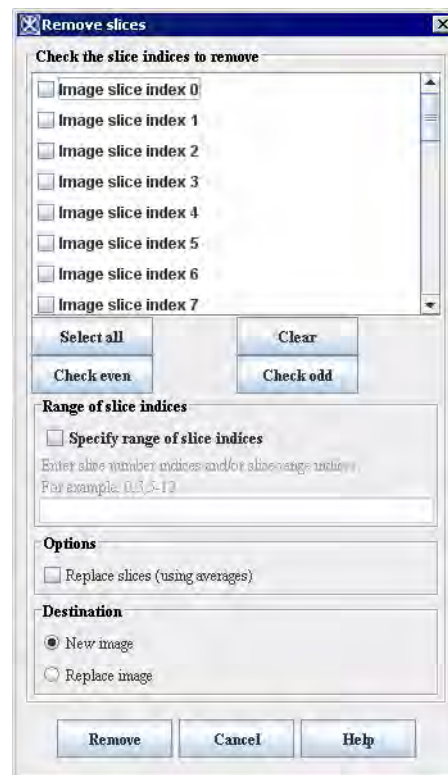 Remove slices
Check the slice indices to remove
Image slice index 0
Image slice index 1
Image slice index 2
Image slice index 3
Image slice index 4
Image slice index 5
Image slice index 6
Image slice index 7
Select all Clear
Check even Check odd
Range of slice indices
Specify range of slice indices
Enter slice number indices and/or slice-range indices.
For example, 0,3,5-12
Options
Replace slices (using averages)
Destination
New image
Replace image
Remove Cancel Help